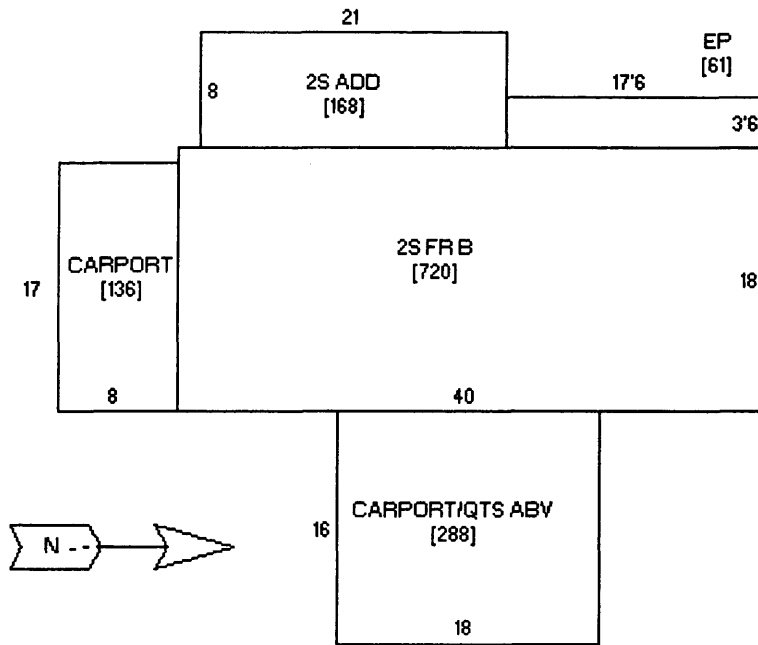 21
EP
[61]
8
2S ADD
[168]
17'6
3'6
2S FR B
[720]
CARPORT
[136]
17
18
8
40
CARPORT/QTS ABV
[288]
16
N --
18